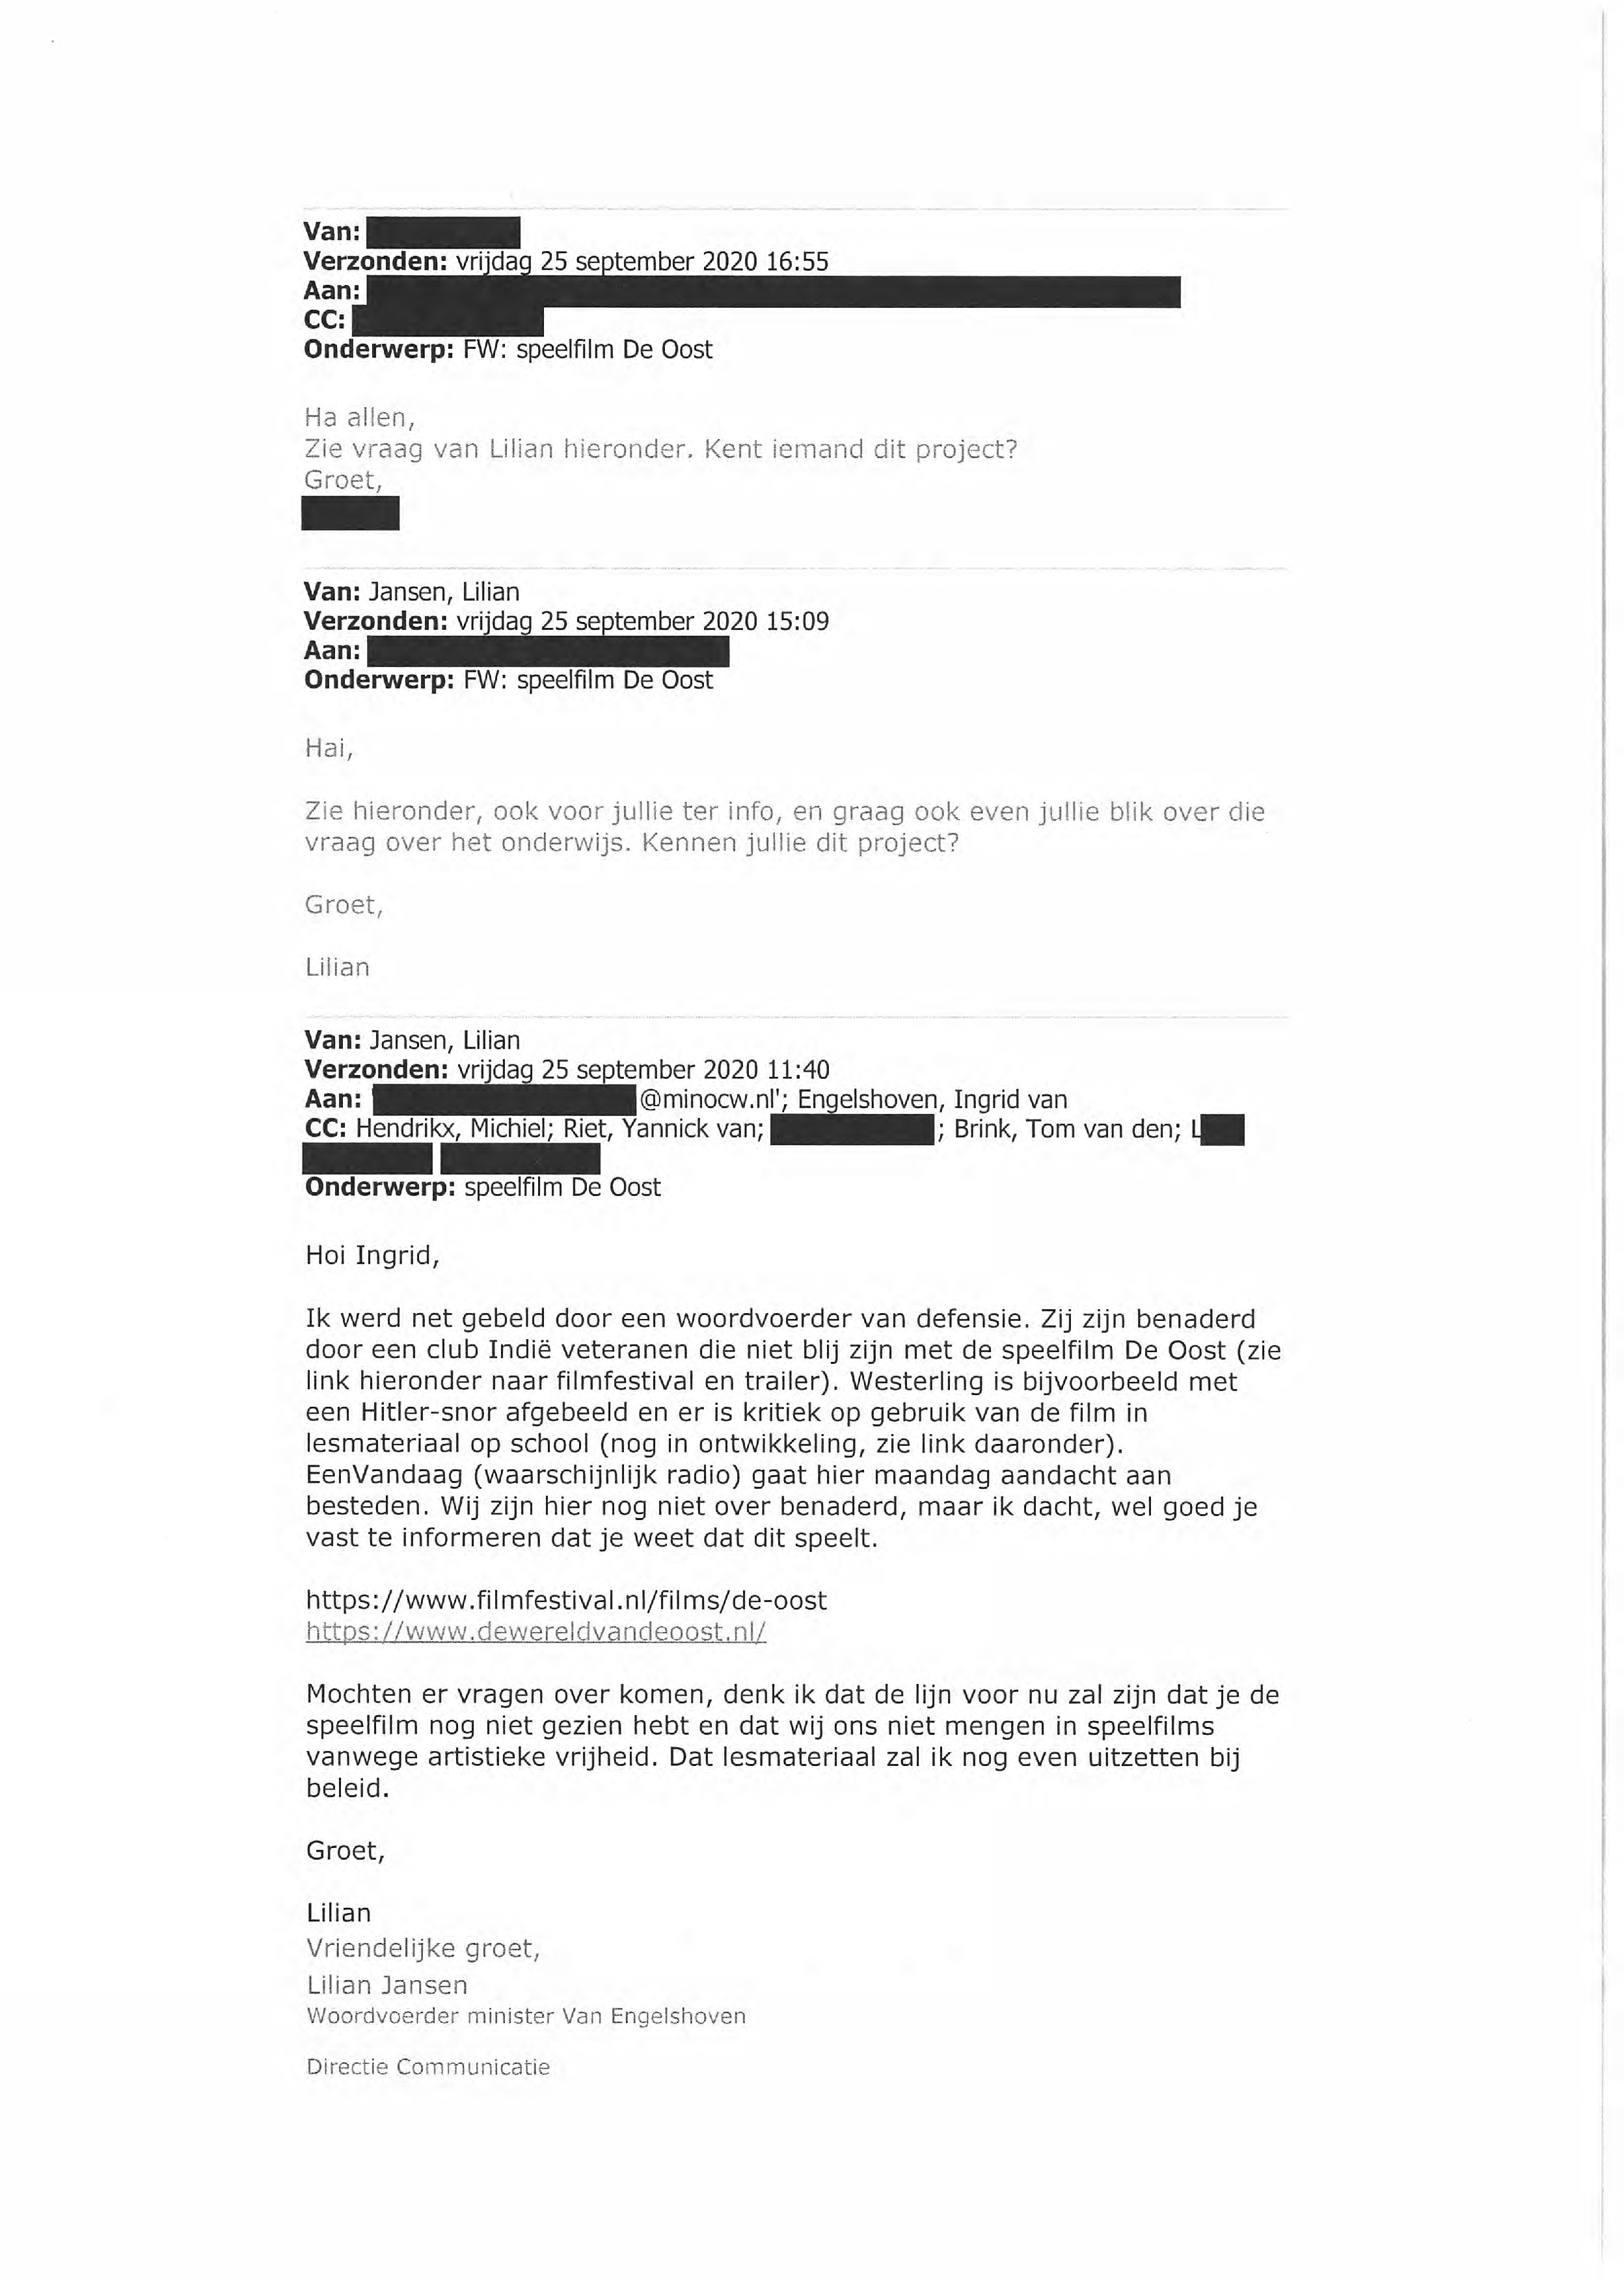 Van:
Verzonden: vrijdag 25 september 2020 16:55
Aan:
CC:
Onderwerp: FW: speelfilm De Oost
Ha allen,
Zie vraag van Lilian hieronder. Kent iemand dit project?
Groet,
Van: Jansen, Lilian
Verzonden: vrijdag 25 september 2020 15:09
Aan:
Onderwerp: FW: speelfilm De Oost
Hai,
Zie hieronder, ook voor jullie ter info, en graag ook even jullie blik over die
vraag over het onderwijs. Kennen jullie dit project?
Groet,
Lilian
Van: Jansen, Lilian
Verzonden: vrijdag 25 september 2020 11:40
Aan: @minocw.nl'; Engelshoven, Ingrid van
CC: Hendrikx, Michiel; Riet, Yannick van; ; Brink, Tom van den; L
Onderwerp: speelfilm De Oost
Hoi Ingrid,
Ik werd net gebeld door een woordvoerder van defensie. Zij zijn benaderd
door een club Indië veteranen die niet blij zijn met de speelfilm De Oost (zie
link hieronder naar filmfestival en trailer). Westerling is bijvoorbeeld met
een Hitler-snor afgebeeld en er is kritiek op gebruik van de film in
lesmateriaal op school (nog in ontwikkeling, zie link daaronder).
EenVandaag (waarschijnlijk radio) gaat hier maandag aandacht aan
besteden. Wij zijn hier nog niet over benaderd, maar ik dacht, wel goed je
vast te informeren dat je weet dat dit speelt.
https://www.filmfestival.nl/films/de-oost
https://www.dewereldvandeoost.nl/
Mochten er vragen over komen, denk ik dat de lijn voor nu zal zijn dat je de
speelfilm nog niet gezien hebt en dat wij ons niet mengen in speelfilms
vanwege artistieke vrijheid. Dat lesmateriaal zal ik nog even uitzetten bij
beleid.
Groet,
Lilian
Vriendelijke groet,
Lilian Jansen
Woordvoerder minister Van Engelshoven
Directie Communicatie